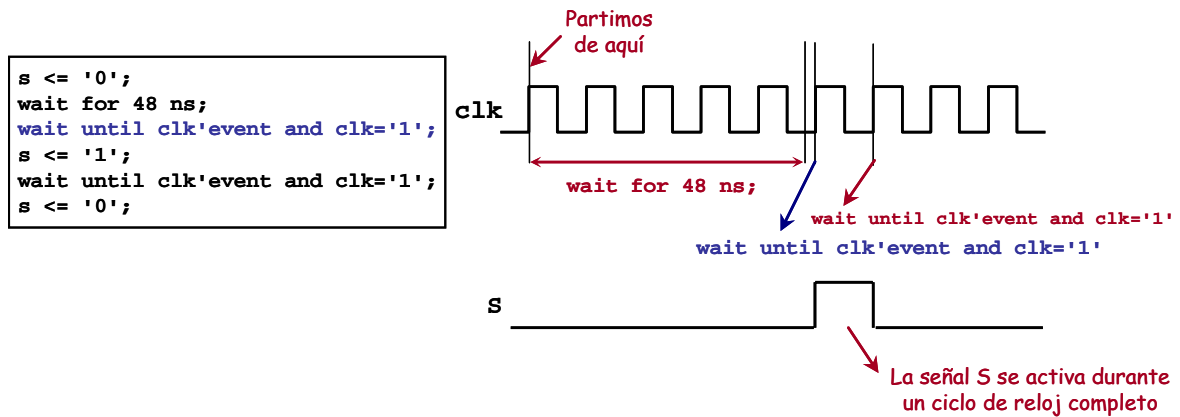 Partimos
de aquí
s <= '0';
wait for 48 ns;
wait until clk'event and clk='1';
s <= '1';
wait until clk'event and clk='1';
s <= '0';
clk
wait for 48 ns;
wait until clk'event and clk='1'
wait until clk'event and clk='1'
S
La señal S se activa durante
un ciclo de reloj completo